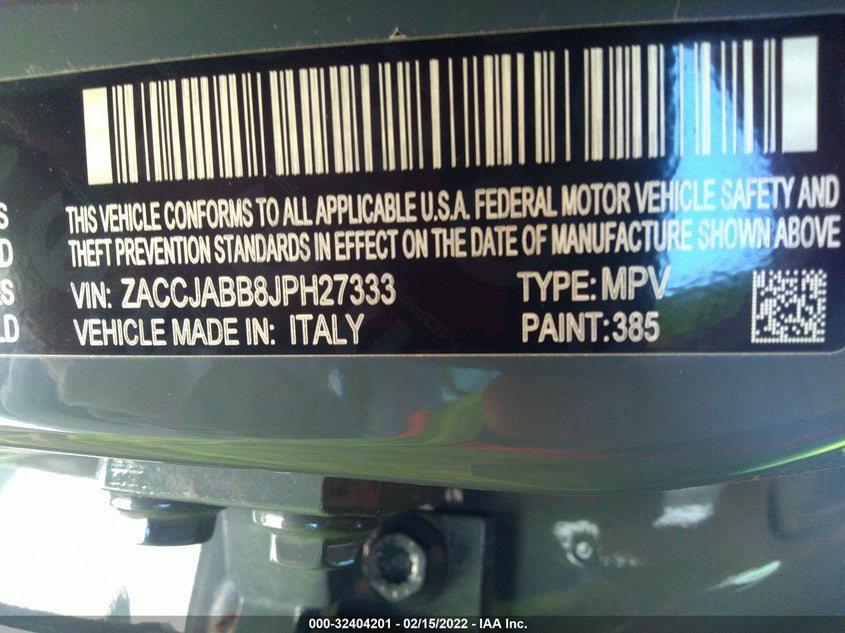 THIS VEHICLE CONFORMS TO ALL APPLICABLE U.S.A. FEDERAL MOTOR VEHICLE SAFETY AND
THEFT PREVENTION STANDARDS IN EFFECT ON THE DATE OF MANUFACTURE SHOWN ABOVE
VIN: ZACCJABB8JPH27333 TYPE: MPV
VEHICLE MADE IN: ITALY PAINT: 385
S
D
ES
LD
000-32404201 - 02/15/2022 - IAA Inc.